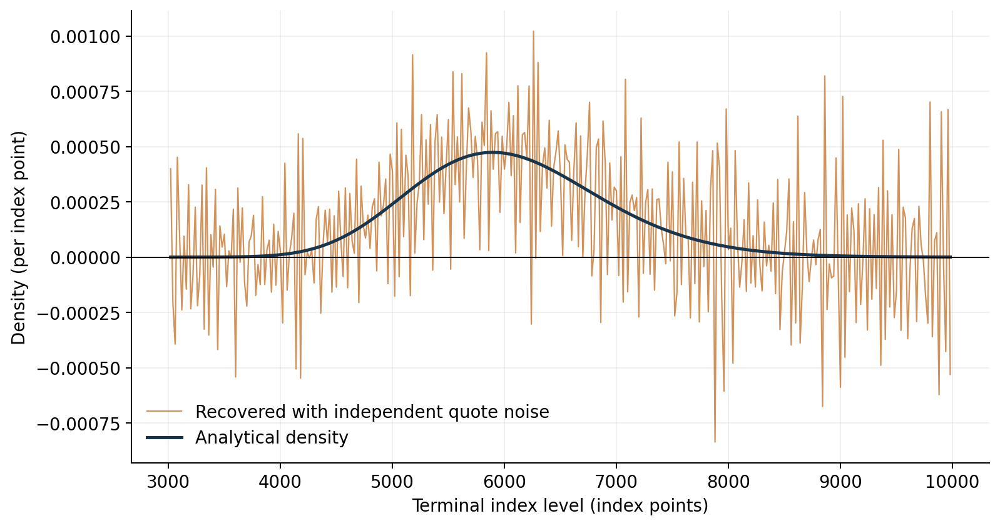 0.00100
0.00075
0.00050
0.00025
0.00000
−0.00025
−0.00050
−0.00075
Density (per index point)
Recovered with independent quote noise
Analytical density
3000 4000 5000 6000 7000 8000 9000 10000
Terminal index level (index points)